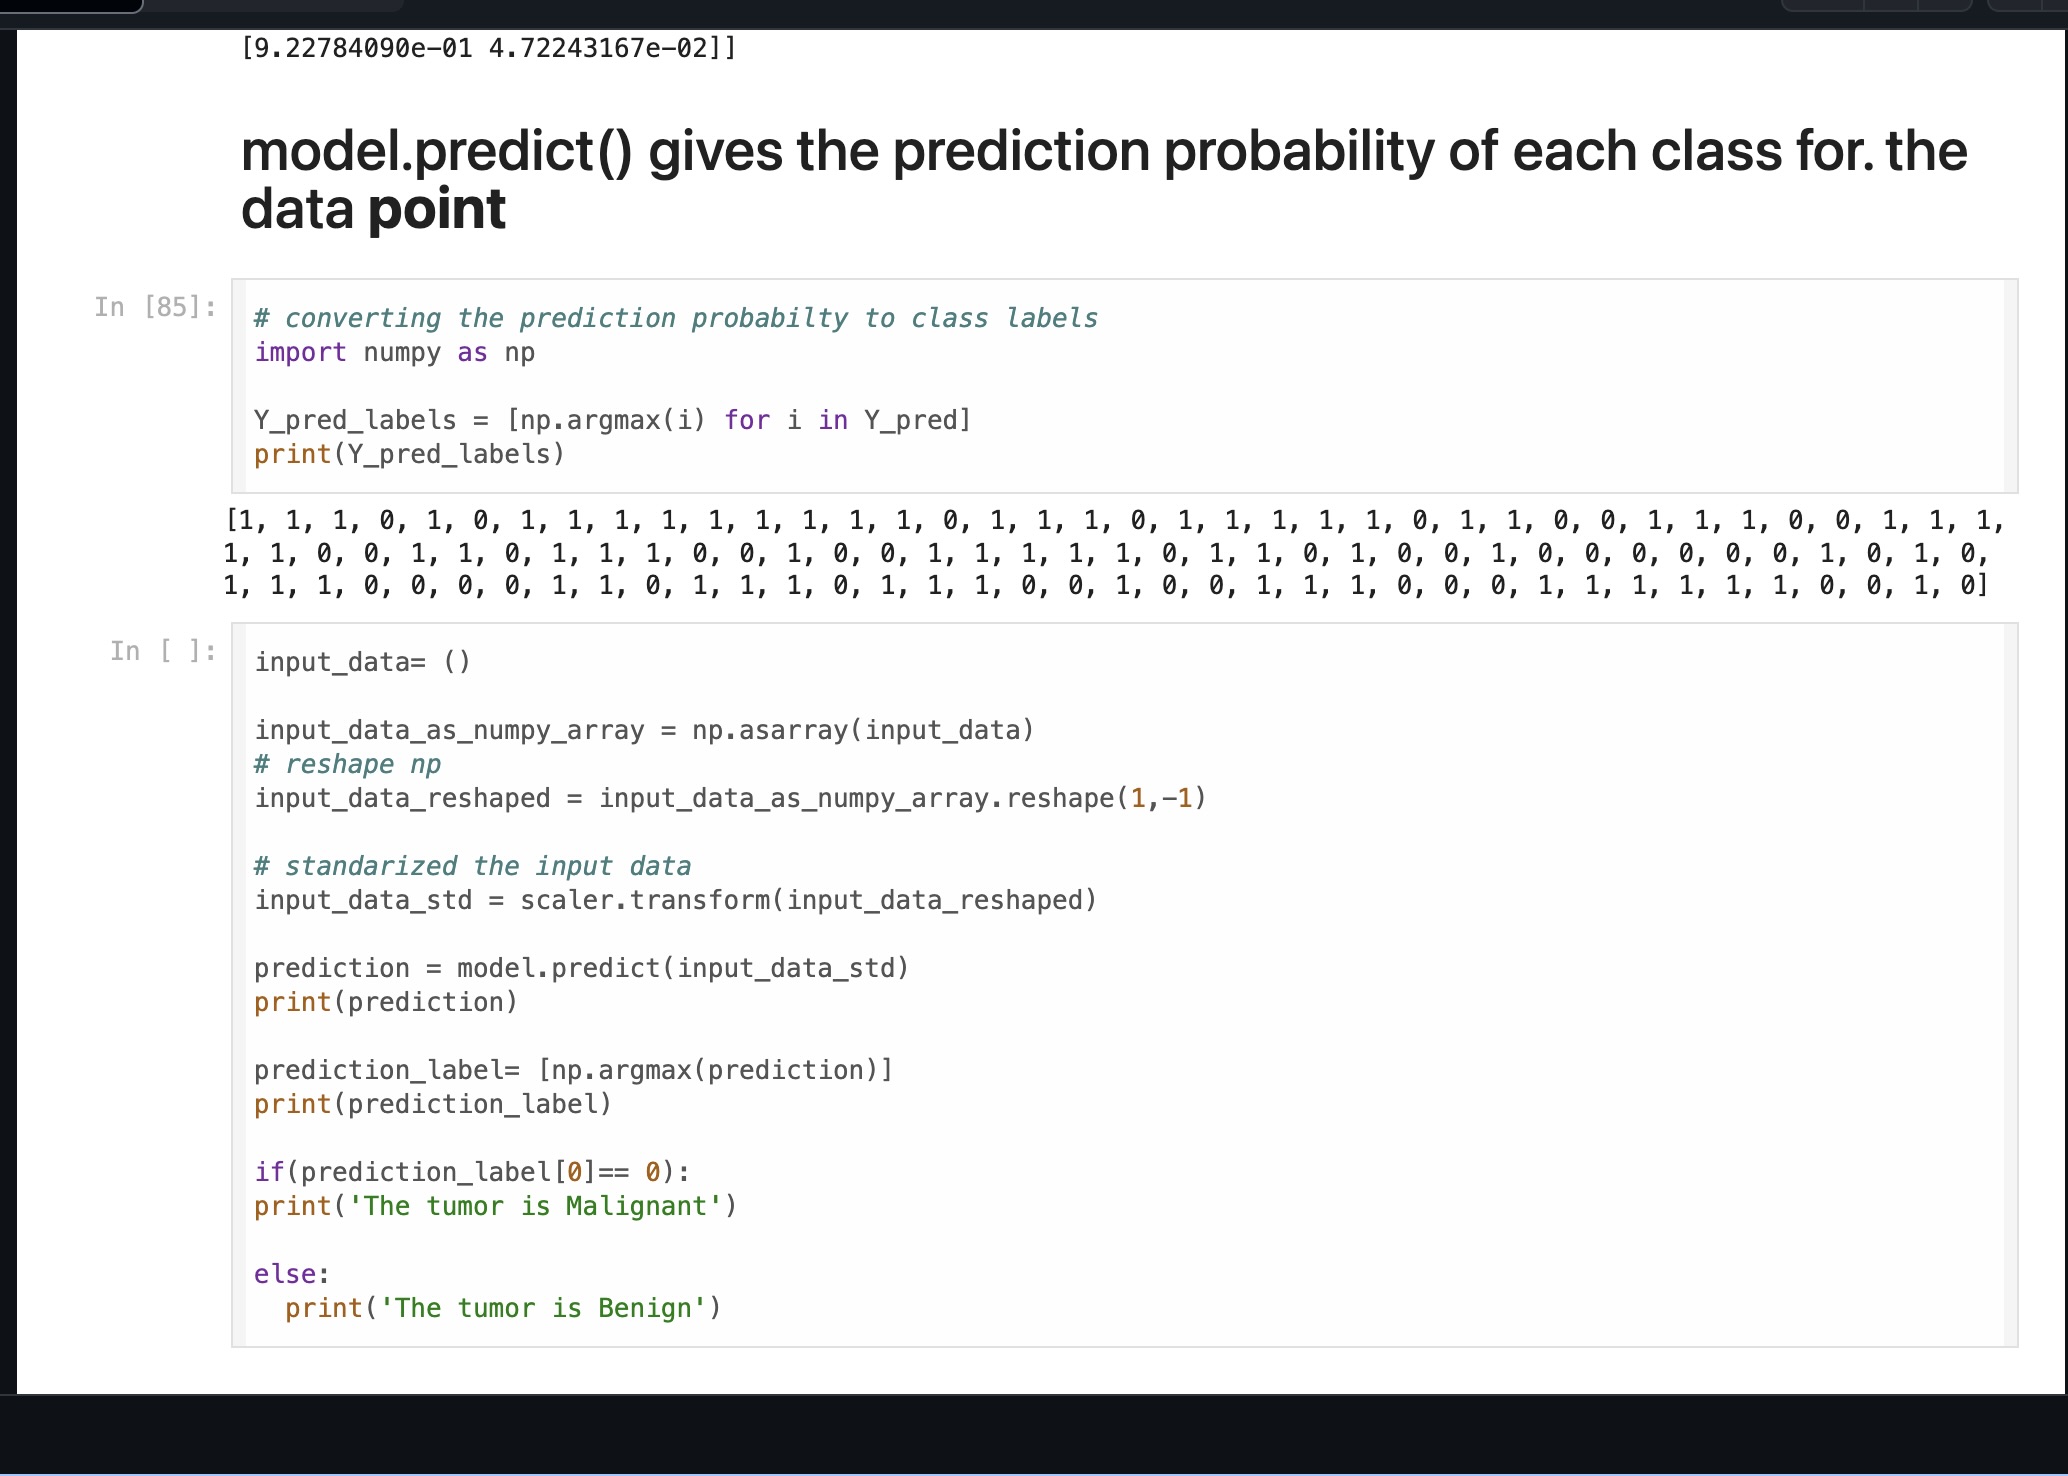 [9.22784090e-01 4.72243167e-02]]
model.predict() gives the prediction probability of each class for. the
data point
In [85]:
# converting the prediction probabilty to class labels
import numpy as np
Y_pred_labels = [np.argmax(i) for i in Y_pred]
print(Y_pred_labels)
[1, 1, 1, 0, 1, 0, 1, 1, 1, 1, 1, 1, 1, 1, 1, 0, 1, 1, 1, 0, 1, 1, 1, 1, 1, 0, 1, 1, 0, 0, 1, 1, 1, 0, 0, 1, 1, 1,
1, 1, 0, 0, 1, 1, 0, 1, 1, 1, 0, 0, 1, 0, 0, 1, 1, 1, 1, 1, 0, 1, 1, 0, 1, 0, 0, 1, 0, 0, 0, 0, 0, 0, 1, 0, 1, 0,
1, 1, 1, 0, 0, 0, 0, 1, 1, 0, 1, 1, 1, 0, 1, 1, 1, 0, 0, 1, 0, 0, 1, 1, 1, 0, 0, 0, 1, 1, 1, 1, 1, 1, 0, 0, 1, 0]
In [ ]:
input_data= ()
input_data_as_numpy_array = np.asarray(input_data)
# reshape np
input_data_reshaped = input_data_as_numpy_array.reshape(1,-1)
# standarized the input data
input_data_std = scaler.transform(input_data_reshaped)
prediction = model.predict(input_data_std)
print(prediction)
prediction_label= [np.argmax(prediction)]
print(prediction_label)
if(prediction_label[0]== 0):
print('The tumor is Malignant')
else:
  print('The tumor is Benign')